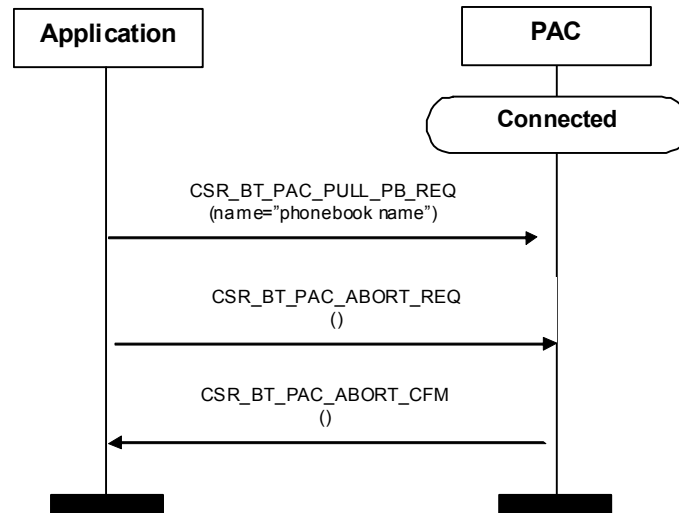 Application
PAC
Connected
CSR_BT_PAC_PULL_PB_REQ
(name=”phonebook name”)
CSR_BT_PAC_ABORT_REQ
()
CSR_BT_PAC_ABORT_CFM
()